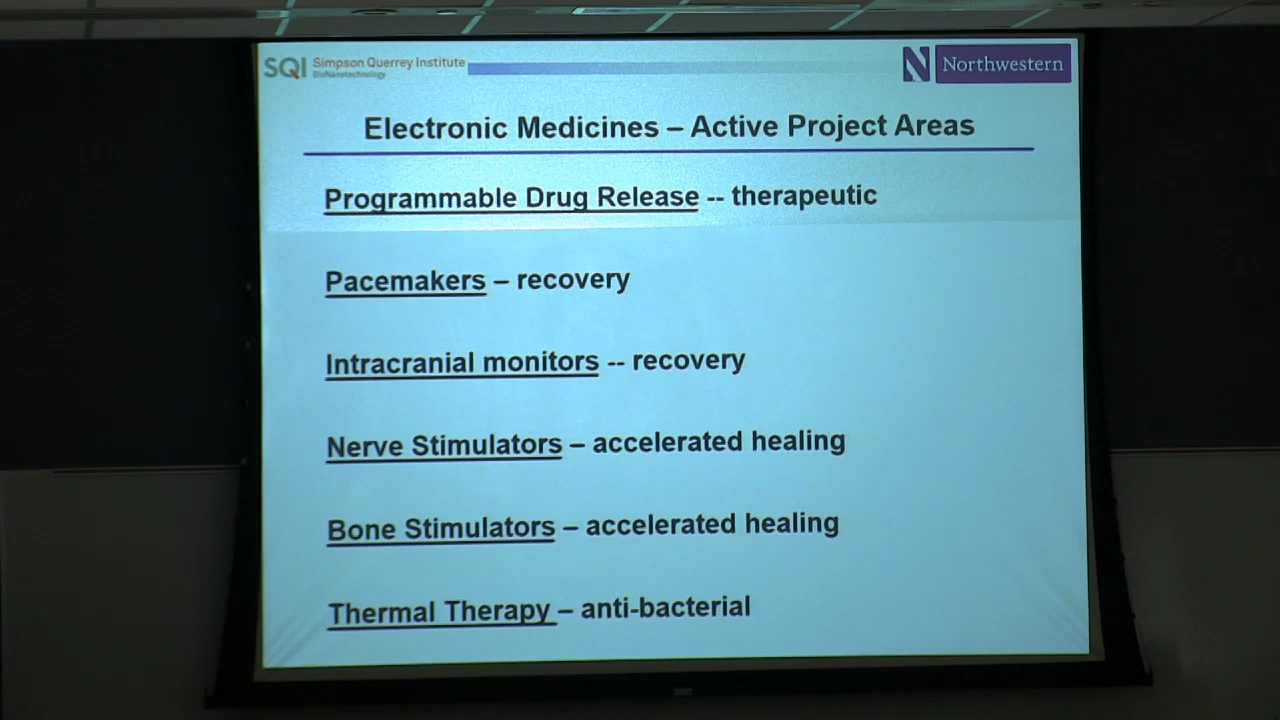 SQI Simpson Querrey Institute
BioNanotechnology
N Northwestern
Electronic Medicines – Active Project Areas
Programmable Drug Release -- therapeutic
Pacemakers – recovery
Intracranial monitors -- recovery
Nerve Stimulators – accelerated healing
Bone Stimulators – accelerated healing
Thermal Therapy – anti-bacterial